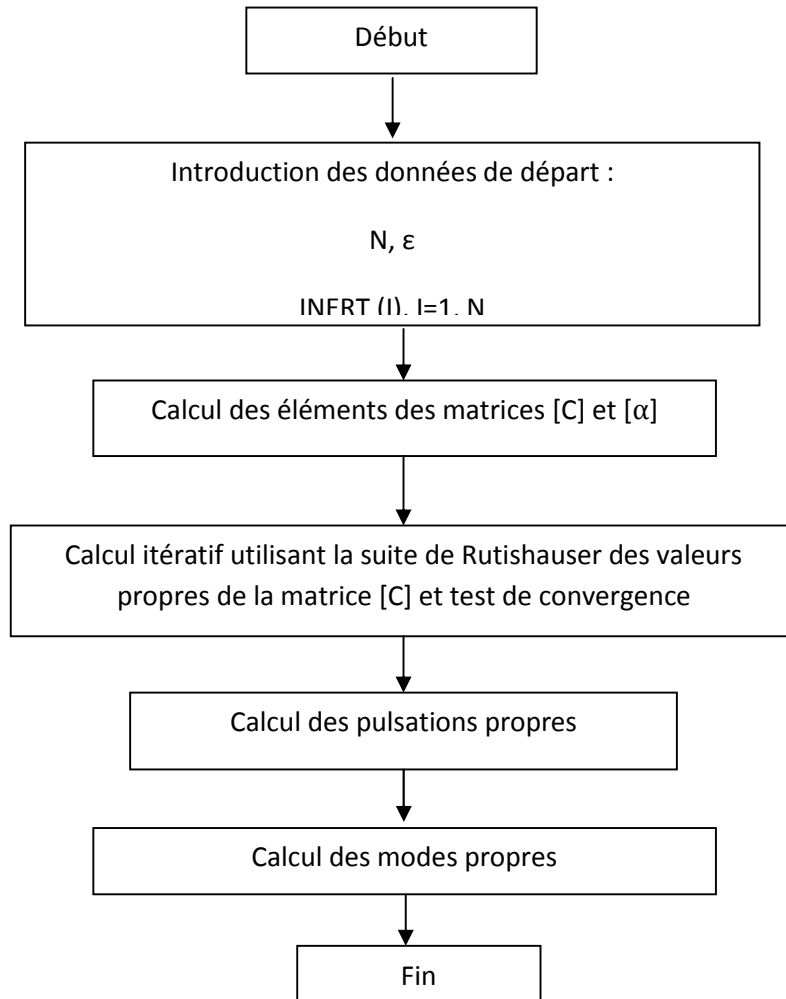 Début
Introduction des données de départ :
N, ε
INERT (I), I=1, N
Calcul des éléments des matrices [C] et [α]
Calcul itératif utilisant la suite de Rutishauser des valeurs
propres de la matrice [C] et test de convergence
Calcul des pulsations propres
Calcul des modes propres
Fin